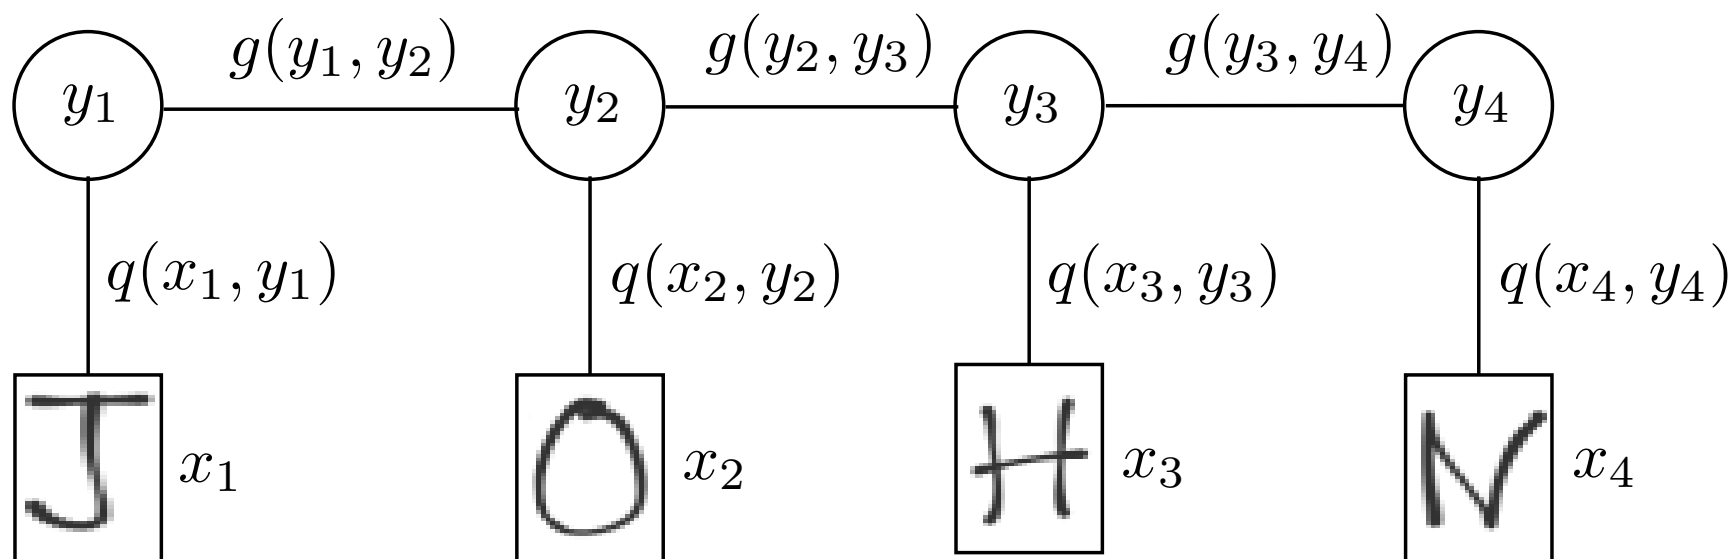 g(y₁, y₂) g(y₂, y₃) g(y₃, y₄)
y₁ y₂ y₃ y₄
q(x₁, y₁) q(x₂, y₂) q(x₃, y₃) q(x₄, y₄)
J x₁ O x₂ H x₃ N x₄